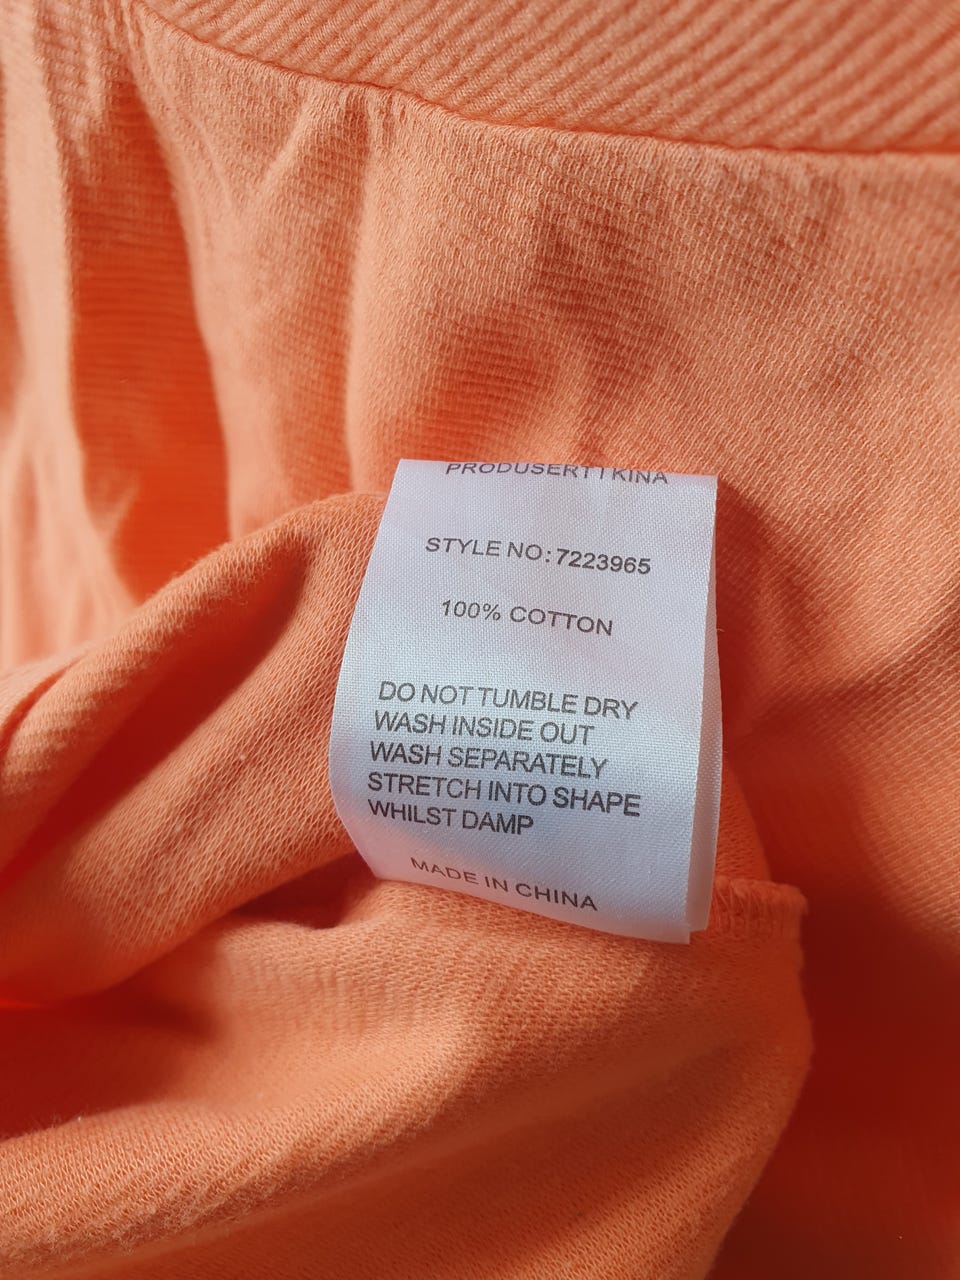 PRODUSERT I KINA
STYLE NO: 7223965
100% COTTON
DO NOT TUMBLE DRY
WASH INSIDE OUT
WASH SEPARATELY
STRETCH INTO SHAPE
WHILST DAMP
MADE IN CHINA